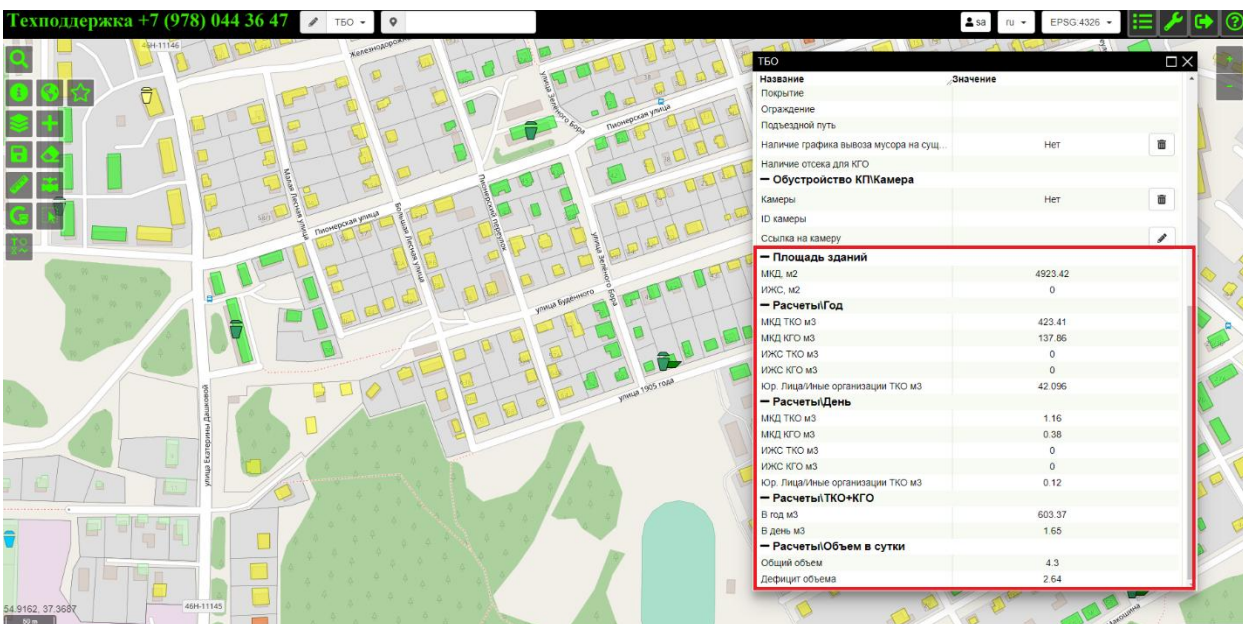 Техподдержка +7 (978) 044 36 47
ТБО
sa
ru
EPSG:4326
46Н-11146
Железнодорож
улица Зелёного Бора
Пионерская улица
Малая Лесная улица
Пионерская улица
Большая Лесная улица
Пионерский переулок
улица Зелёного Бора
улица Будённого
улица 1905 года
улица Екатерины Дашковой
46Н-11145
54.9162, 37.3687
50 m
ТБО
Название Значение
Покрытие
Ограждение
Подъездной путь
Наличие графика вывоза мусора на сущ... Нет
Наличие отсека для КГО
— Обустройство КП\Камера
Камеры Нет
ID камеры
Ссылка на камеру
— Площадь зданий
МКД, м2 4923.42
ИЖС, м2 0
— Расчеты\Год
МКД ТКО м3 423.41
МКД КГО м3 137.86
ИЖС ТКО м3 0
ИЖС КГО м3 0
Юр. Лица/Иные организации ТКО м3 42.096
— Расчеты\День
МКД ТКО м3 1.16
МКД КГО м3 0.38
ИЖС ТКО м3 0
ИЖС КГО м3 0
Юр. Лица/Иные организации ТКО м3 0.12
— Расчеты\ТКО+КГО
В год м3 603.37
В день м3 1.65
— Расчеты\Объем в сутки
Общий объем 4.3
Дефицит объема 2.64